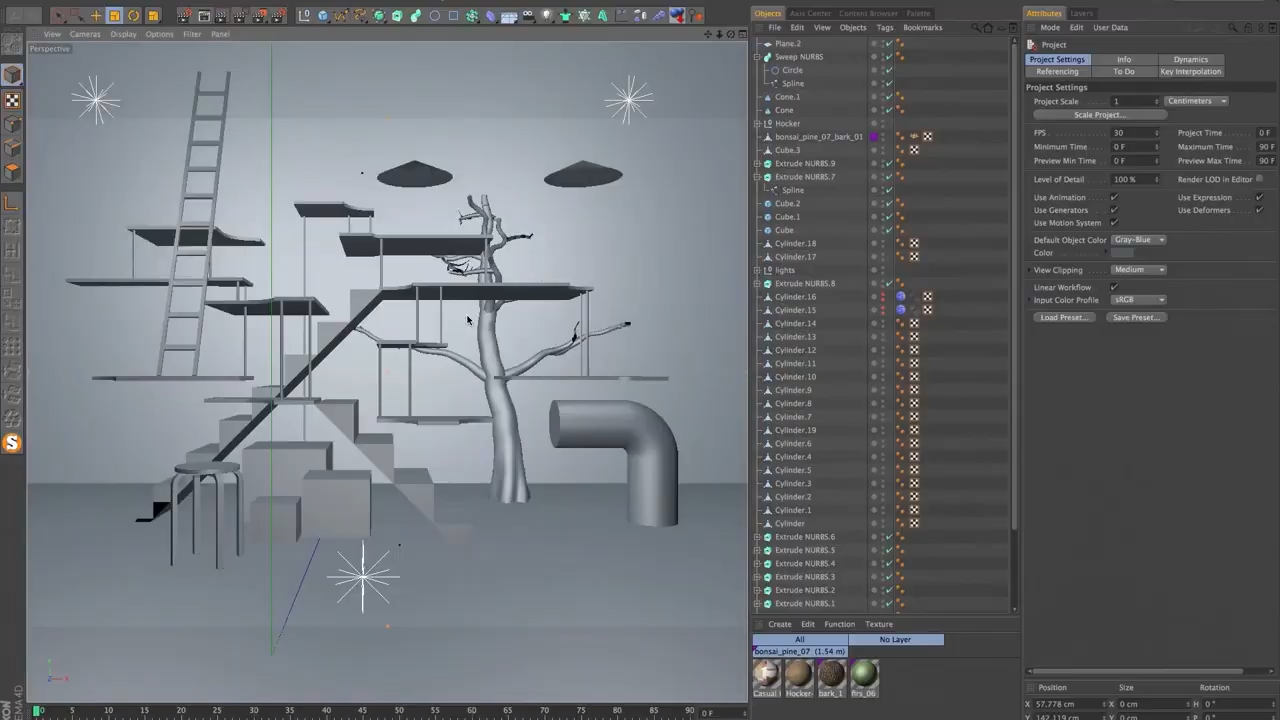 Objects Axis Center Content Browser Palette
File Edit View Objects Tags Bookmarks
Attributes Layers
Mode Edit User Data
View Cameras Display Options Filter Panel
Perspective
Plane.2
Sweep NURBS
Circle
Spline
Cone.1
Cone
Hocker
bonsai_pine_07_bark_01
Cube.3
Extrude NURBS.9
Extrude NURBS.7
Spline
Cube.2
Cube.1
Cube
Cylinder.18
Cylinder.17
lights
Extrude NURBS.8
Cylinder.16
Cylinder.15
Cylinder.14
Cylinder.13
Cylinder.12
Cylinder.11
Cylinder.10
Cylinder.9
Cylinder.8
Cylinder.7
Cylinder.19
Cylinder.6
Cylinder.4
Cylinder.5
Cylinder.3
Cylinder.2
Cylinder.1
Cylinder
Extrude NURBS.6
Extrude NURBS.5
Extrude NURBS.4
Extrude NURBS.3
Extrude NURBS.2
Extrude NURBS.1
Project
Project Settings Info Dynamics
Referencing To Do Key Interpolation
Project Settings
Project Scale 1 Centimeters
Scale Project...
FPS 30 Project Time 0 F
Minimum Time 0 F Maximum Time 90 F
Preview Min Time 0 F Preview Max Time 90 F
Level of Detail 100 % Render LOD in Editor
Use Animation Use Expression
Use Generators Use Deformers
Use Motion System
Default Object Color Gray-Blue
Color
View Clipping Medium
Linear Workflow
Input Color Profile sRGB
Load Preset... Save Preset...
Create Edit Function Texture
All No Layer
bonsai_pine_07 (1.54 m)
Casual Hocker- bark_1 firs_06
Position Size Rotation
X 57.778 cm X 0 cm H 0 °
Y 142.119 cm
Y
Z X
0 5 10 15 20 25 30 35 40 45 50 55 60 65 70 75 80 85 90 0 F
EMA4D